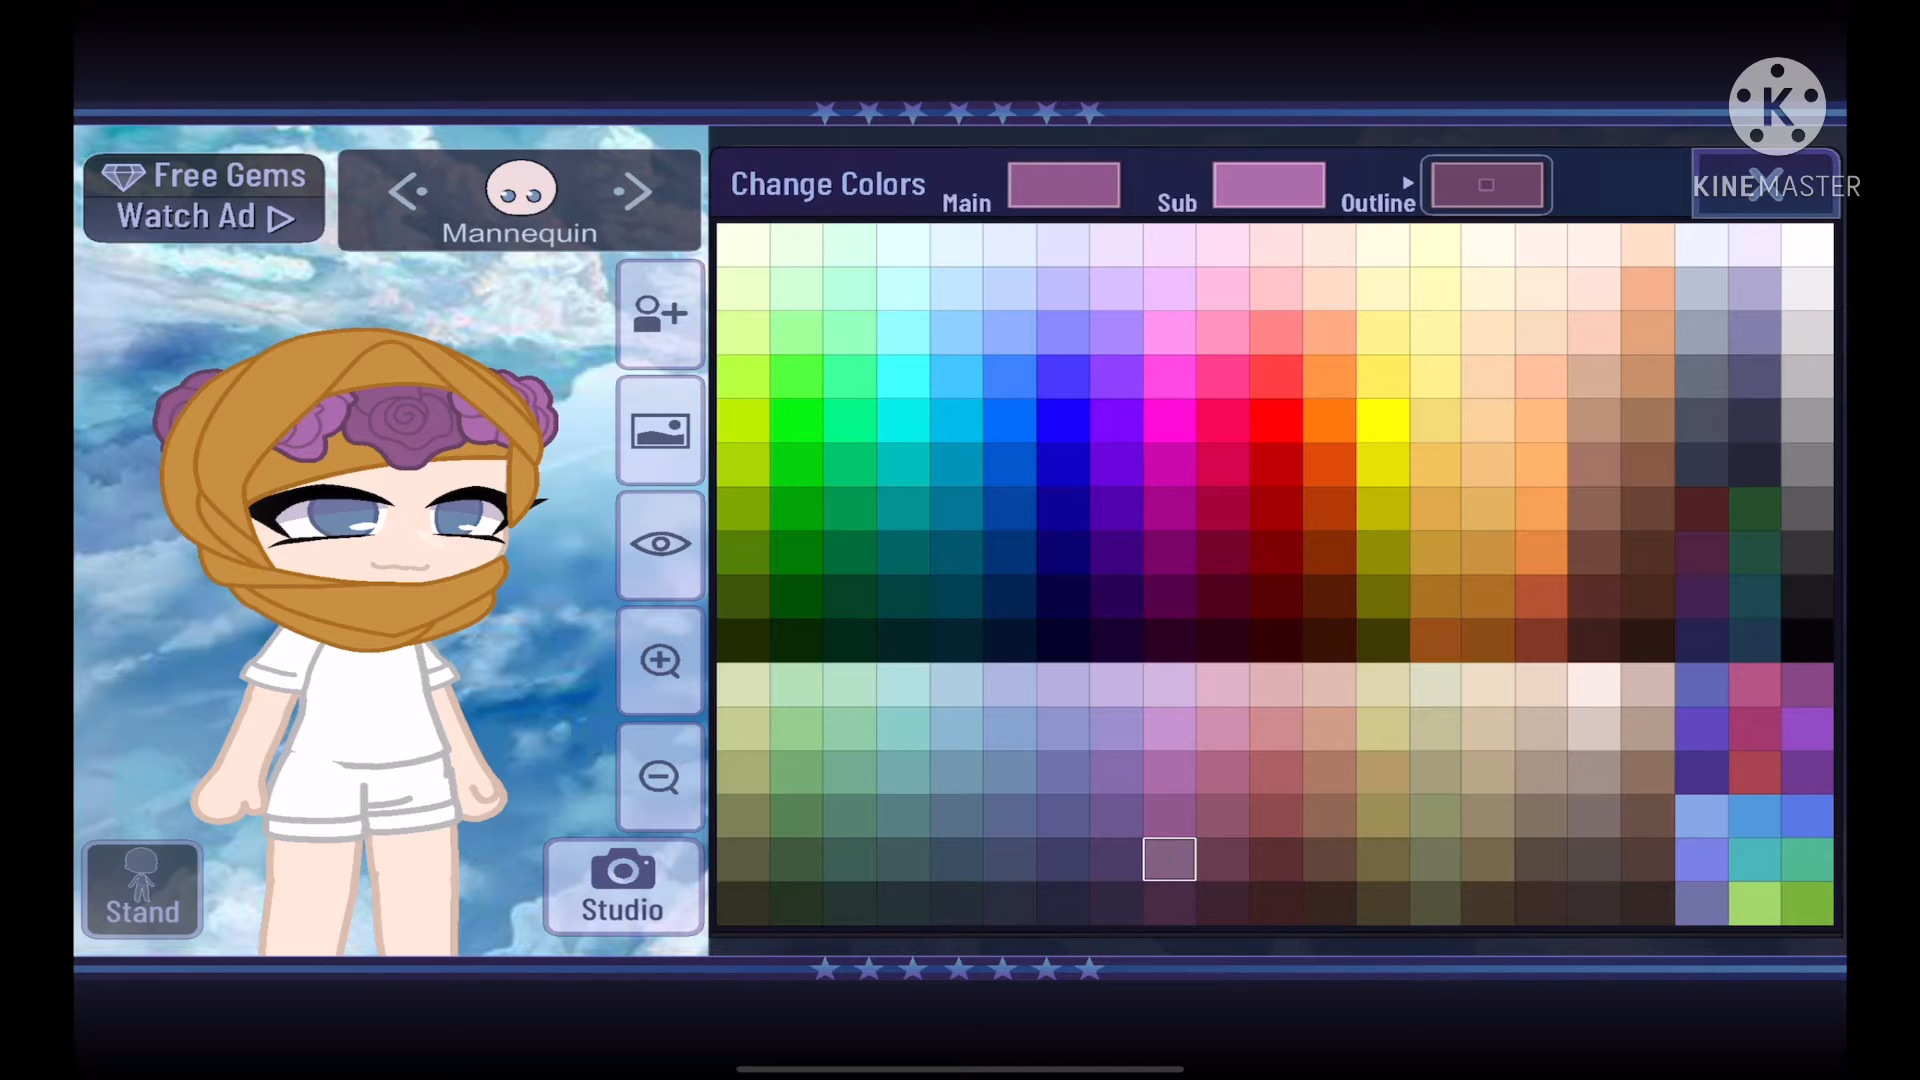 Free Gems
Watch Ad
Mannequin
Change Colors
Main
Sub
Outline
K
KINEMASTER
Stand
Studio